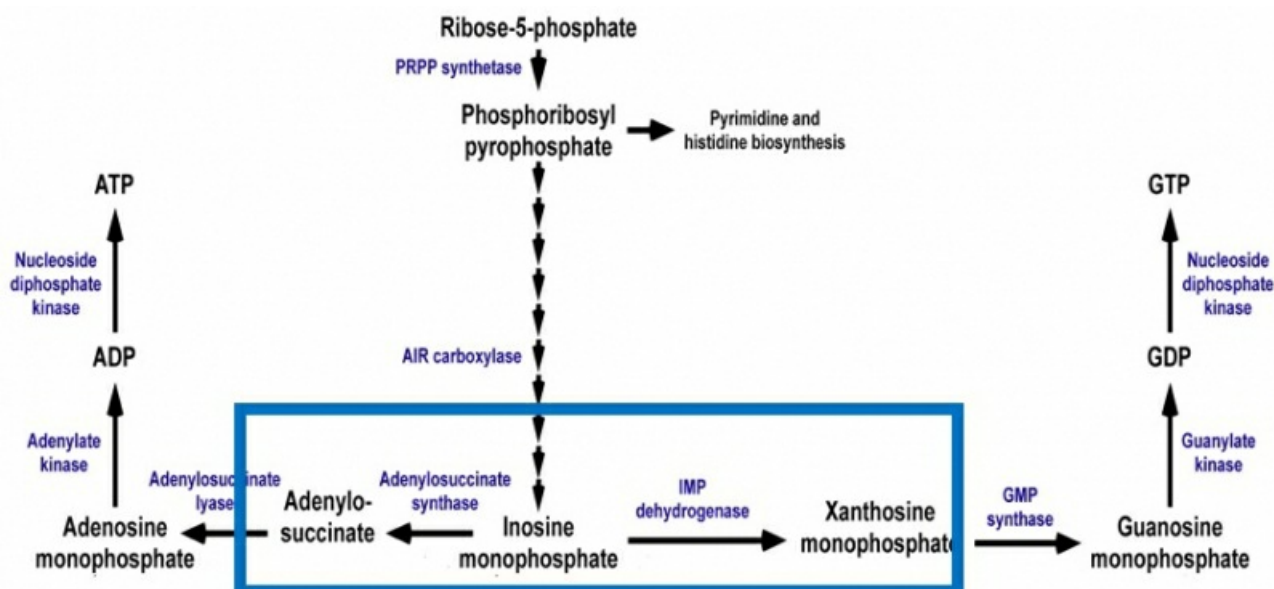 Ribose-5-phosphate
PRPP synthetase
Phosphoribosyl
pyrophosphate
Pyrimidine and
histidine biosynthesis
ATP
GTP
Nucleoside
diphosphate
kinase
Nucleoside
diphosphate
kinase
AIR carboxylase
ADP
GDP
Adenylate
kinase
Guanylate
kinase
Adenylosuccinate
lyase
Adenylo-
succinate
Adenylosuccinate
synthase
IMP
dehydrogenase
Xanthosine
monophosphate
GMP
synthase
Adenosine
monophosphate
Inosine
monophosphate
Guanosine
monophosphate